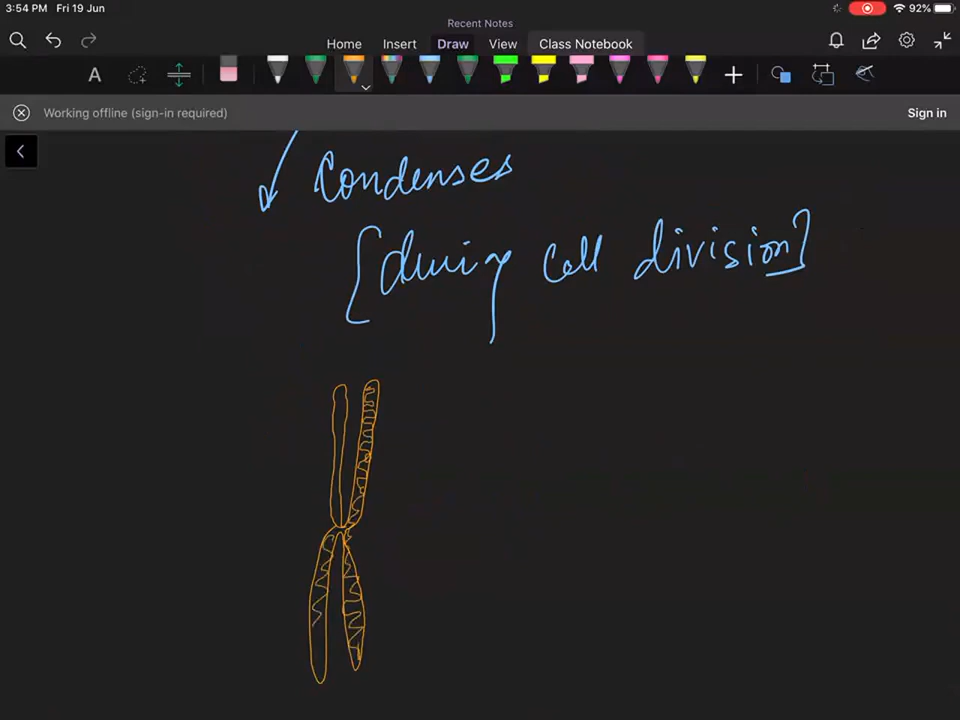 3:54 PM Fri 19 Jun
92%
Recent Notes
Home Insert Draw View Class Notebook
A
Working offline (sign-in required) Sign in
Condenses
[during cell division]